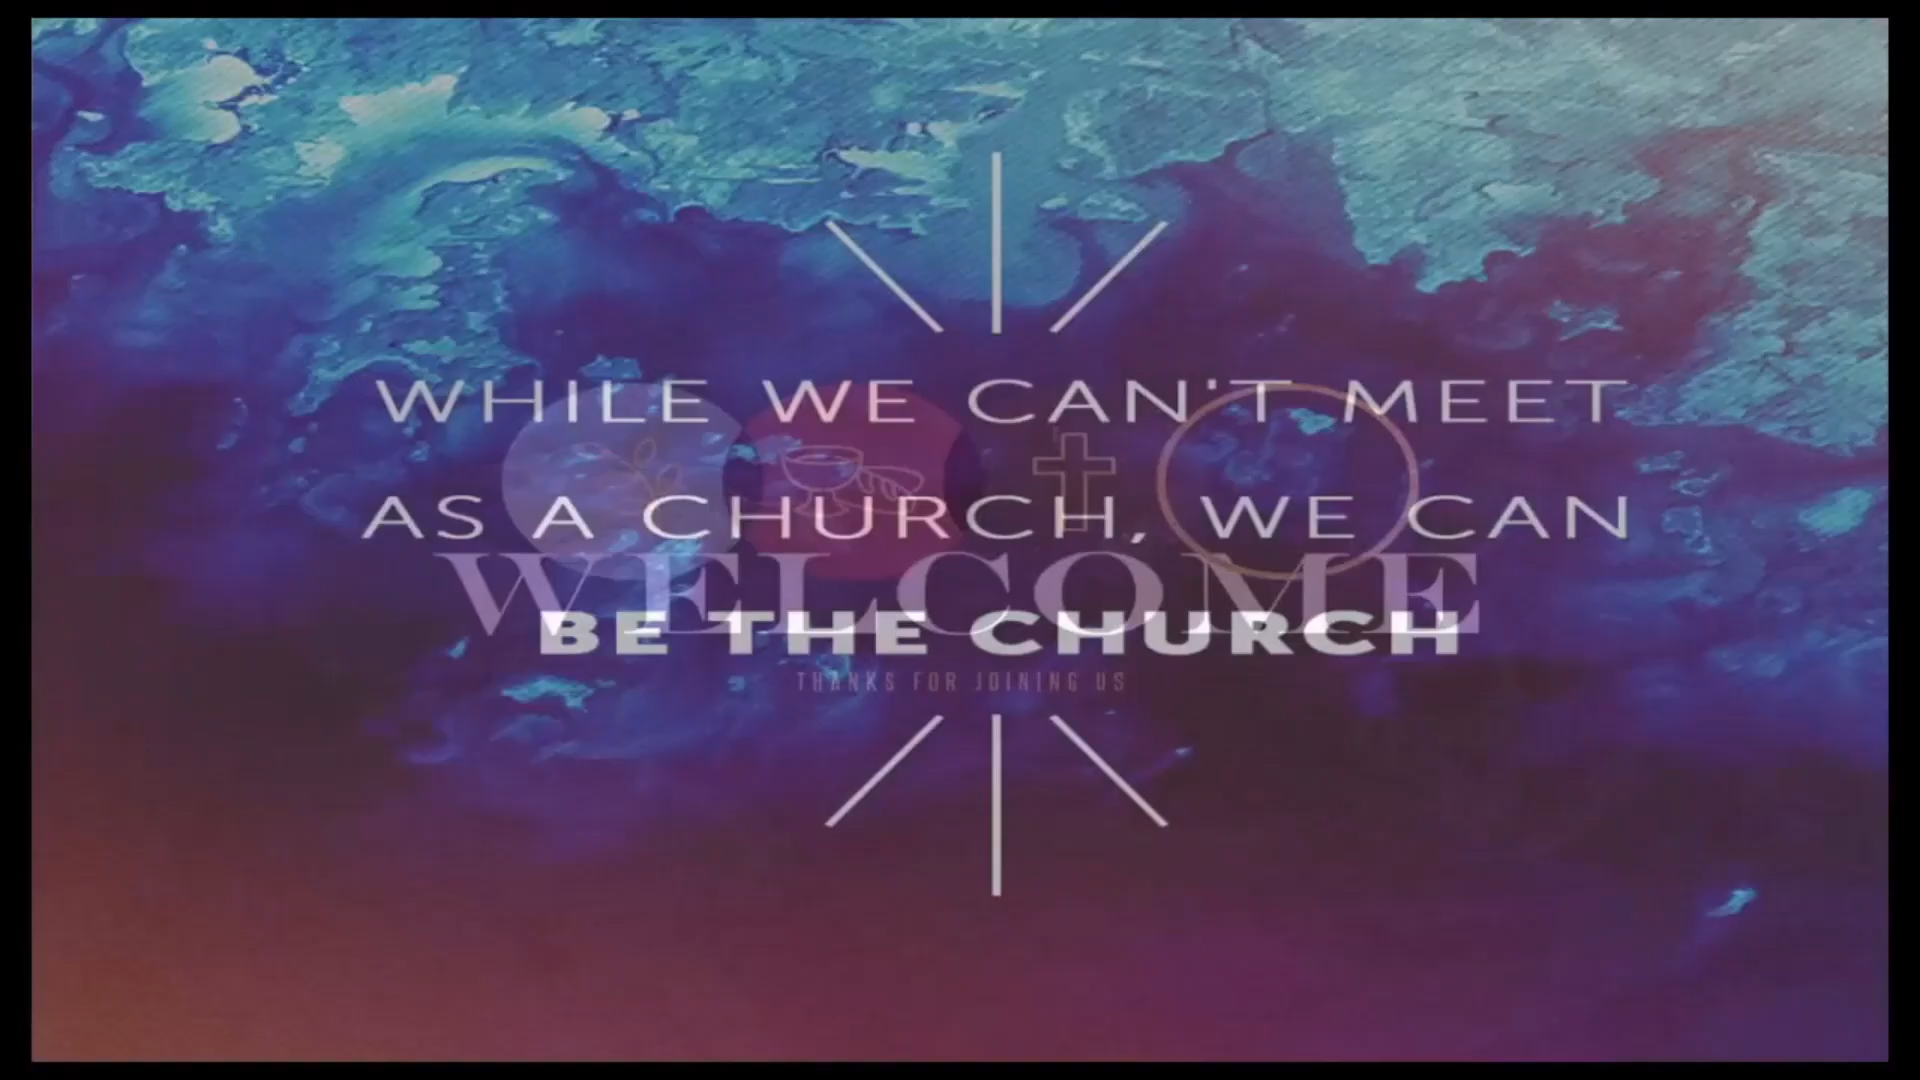 WHILE WE CAN'T MEET
AS A CHURCH, WE CAN
WELCOME
BE THE CHURCH
THANKS FOR JOINING US